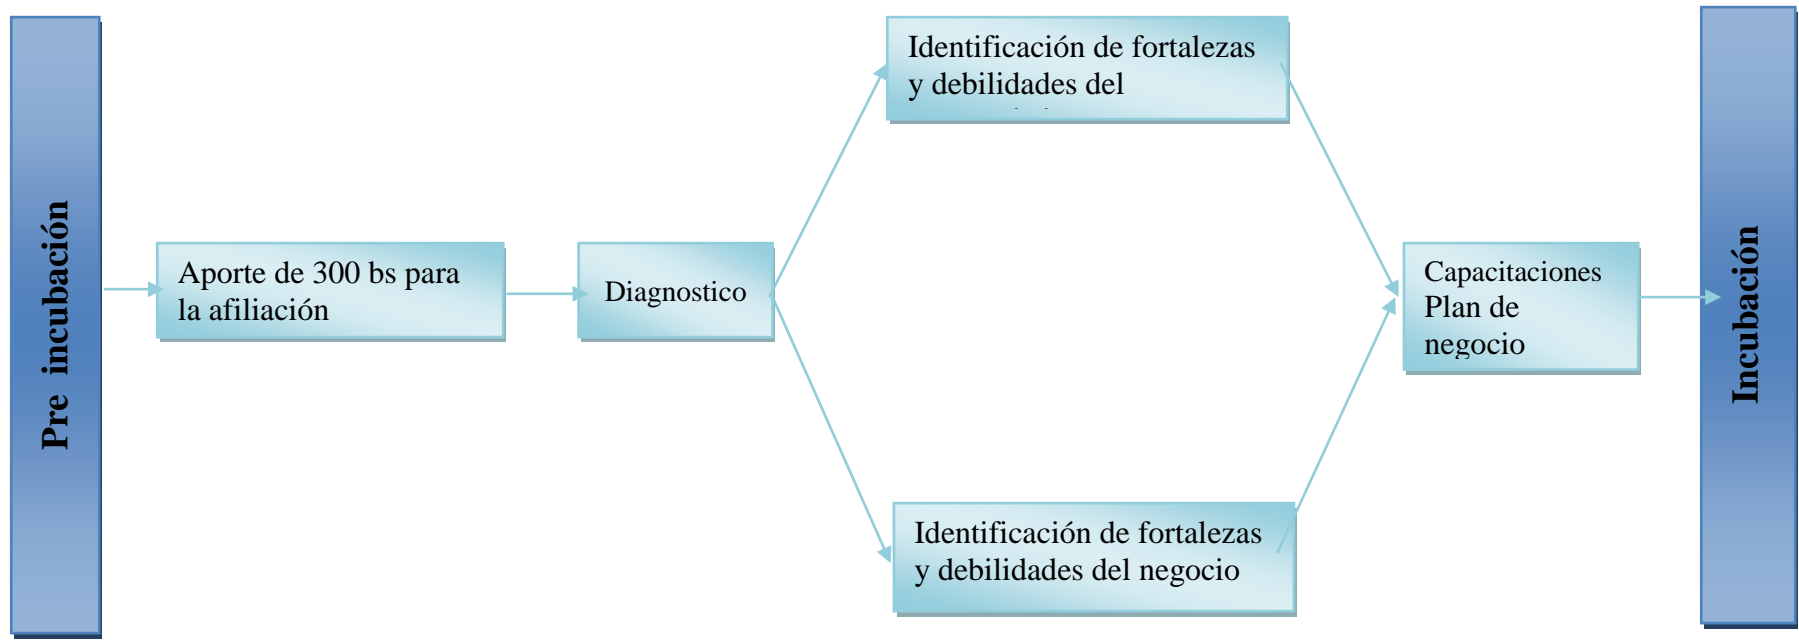 Pre incubación
Aporte de 300 bs para
la afiliación
Diagnostico
Identificación de fortalezas
y debilidades del
Identificación de fortalezas
y debilidades del negocio
Capacitaciones
Plan de
negocio
Incubación